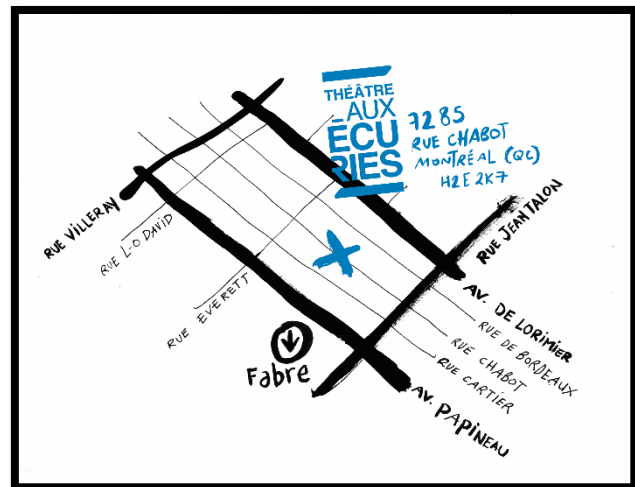 THÉÂTRE
AUX
ÉCU
RIES
7285
RUE CHABOT
MONTRÉAL (QC)
H2E 2K7
RUE VILLERAY
RUE L-O DAVID
RUE EVERETT
RUE JEAN TALON
AV. DE LORIMIER
RUE DE BORDEAUX
RUE CHABOT
RUE CARTIER
AV. PAPINEAU
Fabre